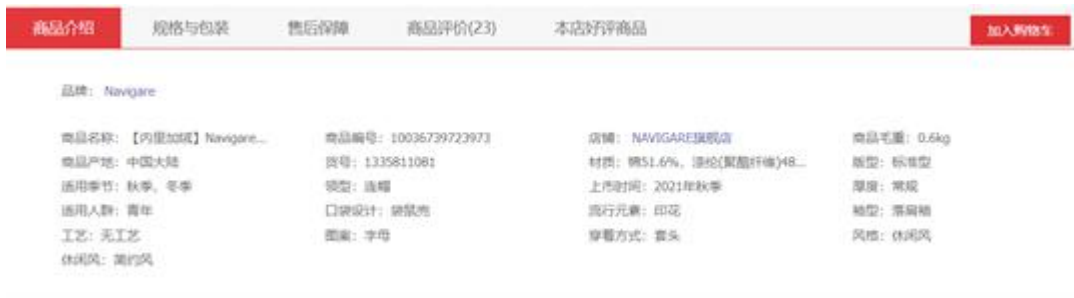 商品介绍 规格与包装 售后保障 商品评价(23) 本店好评商品 加入购物车
品牌： Navigare
商品名称：【内里加绒】Navigare... 商品编号：10036739723973 店铺： NAVIGARE旗舰店 商品毛重：0.6kg
商品产地：中国大陆 货号：1335811081 材质：棉51.6%，涤纶(聚酯纤维)48... 版型：标准型
适用季节：秋季，冬季 领型：连帽 上市时间：2021年秋季 厚度：常规
适用人群：青年 口袋设计：袋鼠兜 流行元素：印花 袖型：落肩袖
工艺：无工艺 图案：字母 穿着方式：套头 风格：休闲风
休闲风：简约风